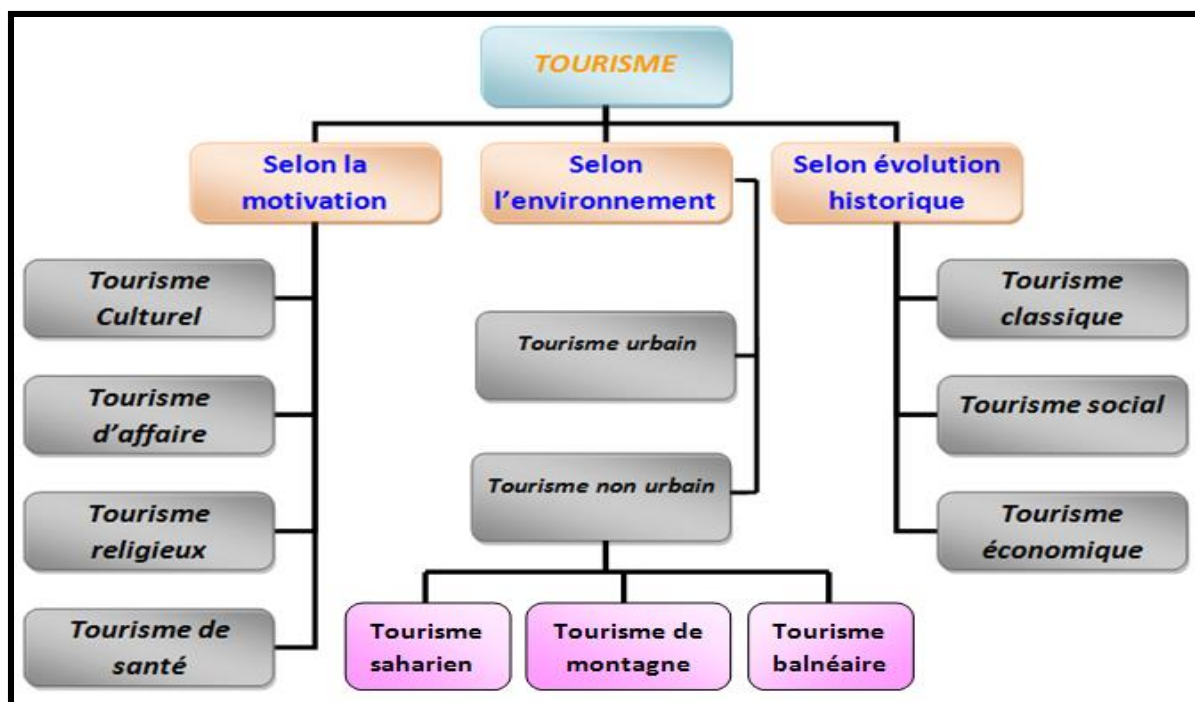 TOURISME
Selon la
motivation
Selon
l'environnement
Selon évolution
historique
Tourisme
Culturel
Tourisme
d'affaire
Tourisme
religieux
Tourisme de
santé
Tourisme urbain
Tourisme non urbain
Tourisme
saharien
Tourisme de
montagne
Tourisme
balnéaire
Tourisme
classique
Tourisme social
Tourisme
économique